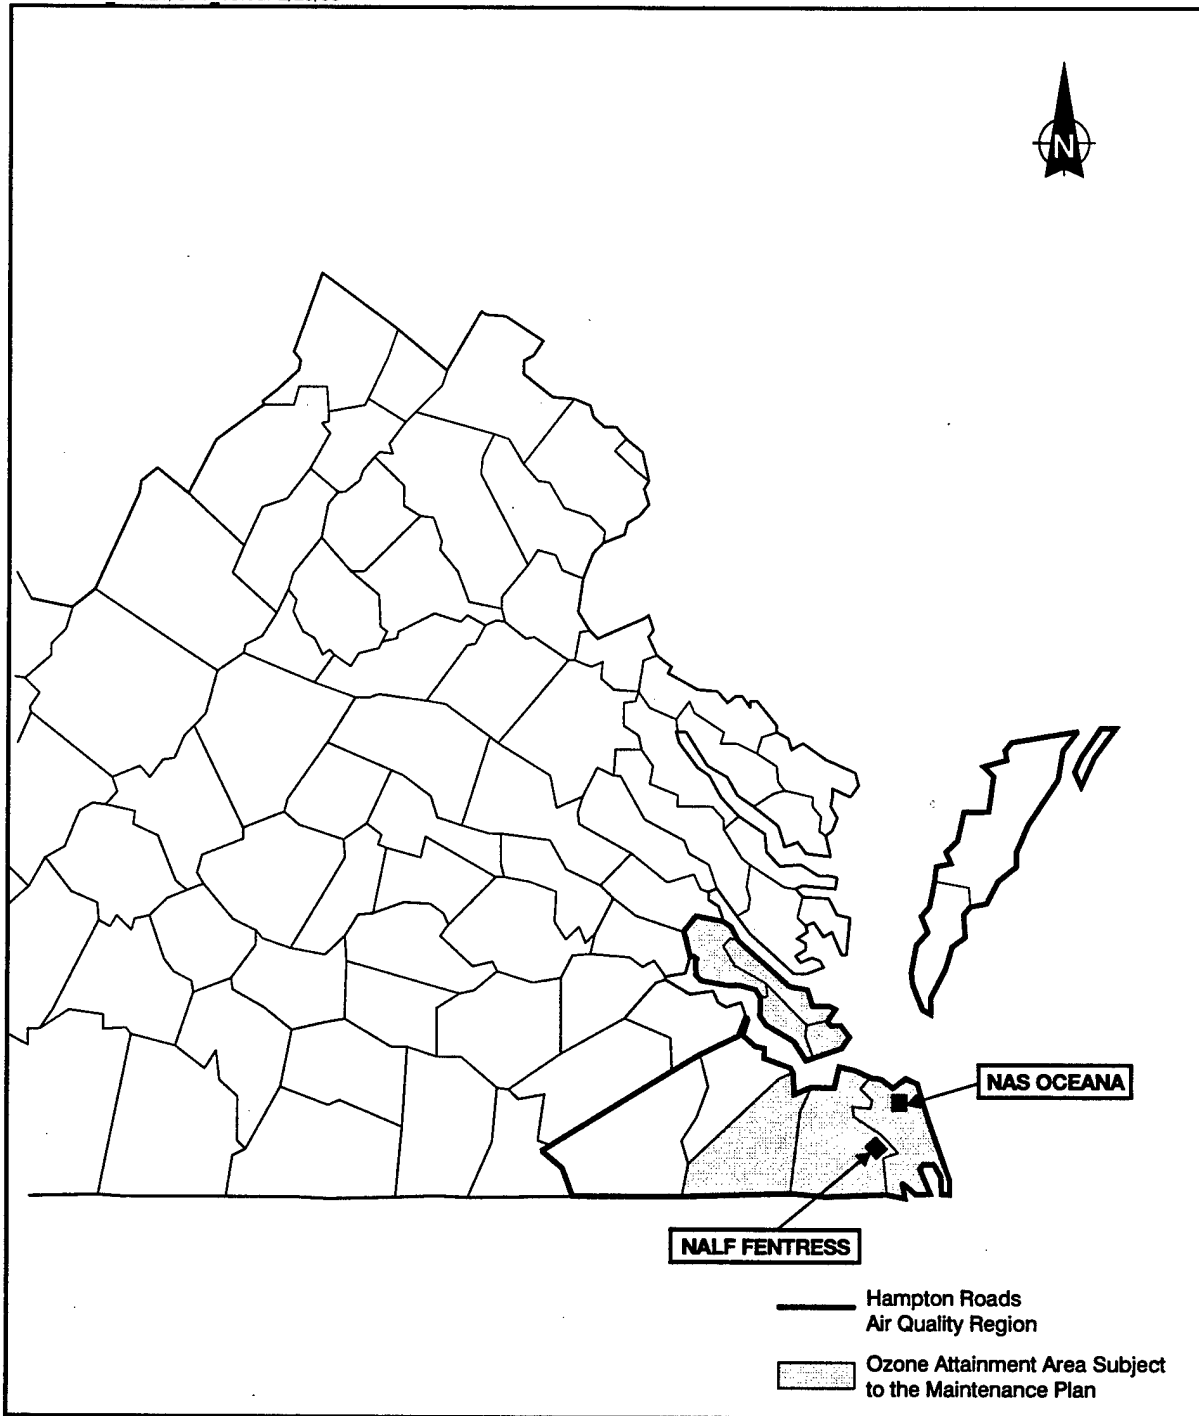 N
NAS OCEANA
NALF FENTRESS
Hampton Roads
Air Quality Region
Ozone Attainment Area Subject
to the Maintenance Plan